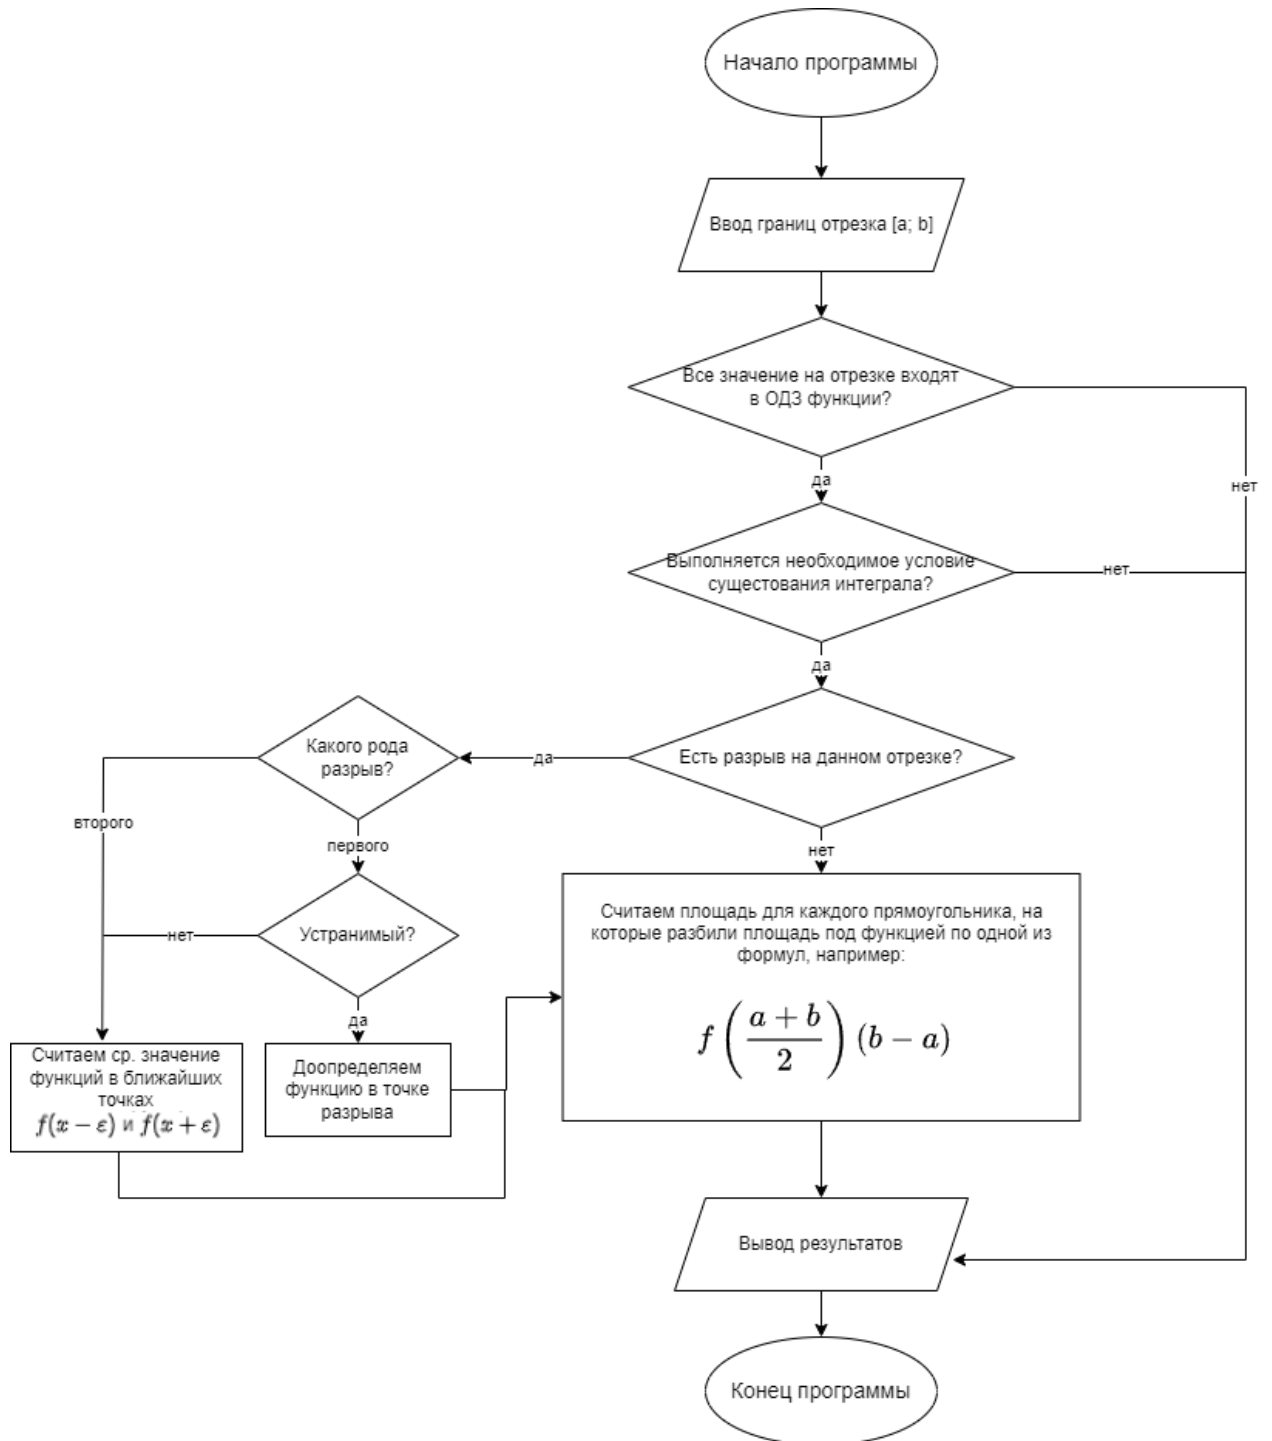 Начало программы
Ввод границ отрезка [a; b]
Все значение на отрезке входят
в ОДЗ функции?
нет
да
Выполняется необходимое условие
сущестования интеграла?
нет
да
Есть разрыв на данном отрезке?
да
Какого рода
разрыв?
второго
первого
нет
Устранимый?
нет
да
Считаем площадь для каждого прямоугольника, на
которые разбили площадь под функцией по одной из
формул, например:
f((a + b)/2)(b − a)
Считаем ср. значение
функций в ближайших
точках
f(x − ε) и f(x + ε)
Доопределяем
функцию в точке
разрыва
Вывод результатов
Конец программы